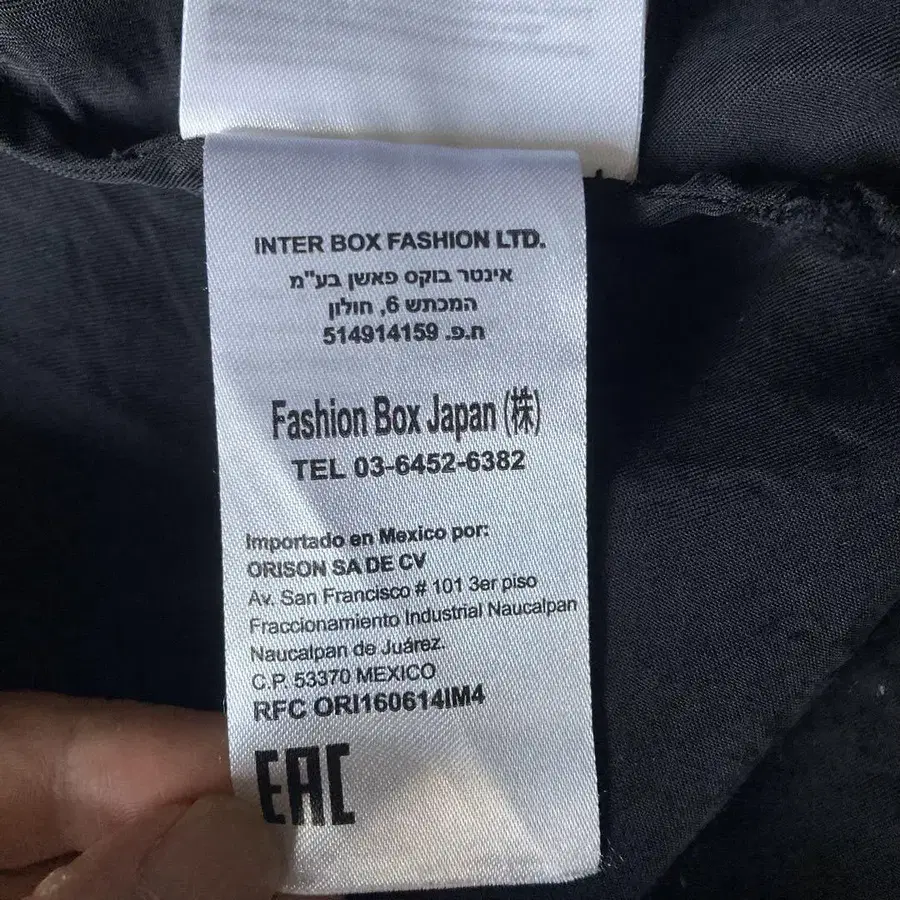 INTER BOX FASHION LTD.
אינטר בוקס פאשן בע"מ
המכתש 6, חולון
ח.פ. 514914159
Fashion Box Japan (株)
TEL 03-6452-6382
Importado en Mexico por:
ORISON SA DE CV
Av. San Francisco # 101 3er piso
Fraccionamiento Industrial Naucalpan
Naucalpan de Juárez.
C.P. 53370 MEXICO
RFC ORI160614IM4
EAC